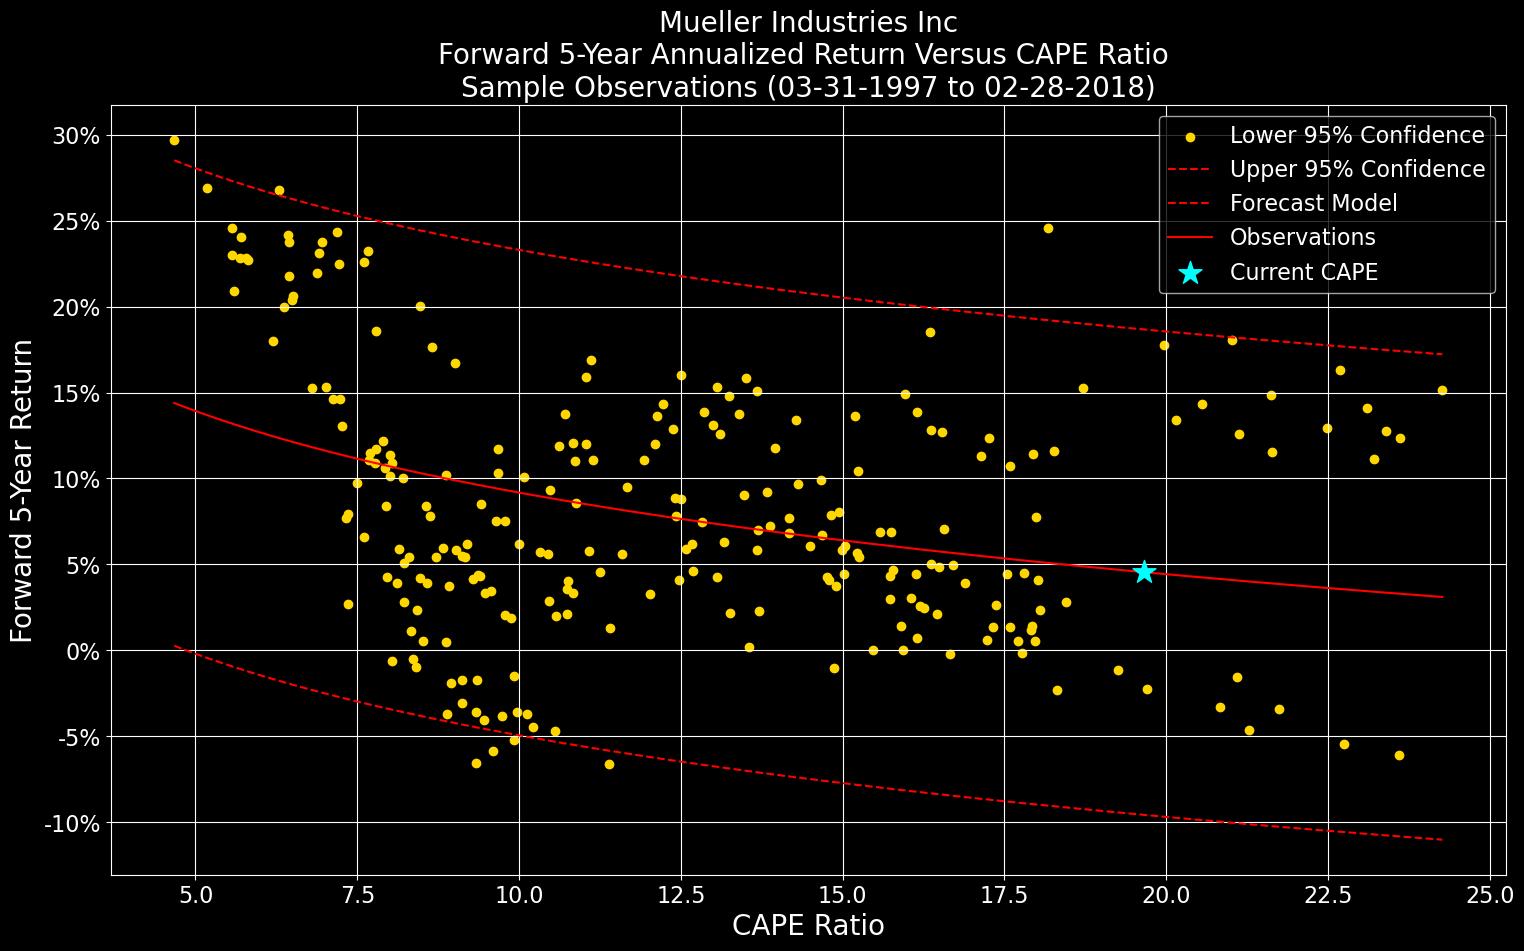 Mueller Industries Inc
Forward 5-Year Annualized Return Versus CAPE Ratio
Sample Observations (03-31-1997 to 02-28-2018)
Lower 95% Confidence
Upper 95% Confidence
Forecast Model
Observations
Current CAPE
Forward 5-Year Return
30%
25%
20%
15%
10%
5%
0%
-5%
-10%
5.0 7.5 10.0 12.5 15.0 17.5 20.0 22.5 25.0
CAPE Ratio